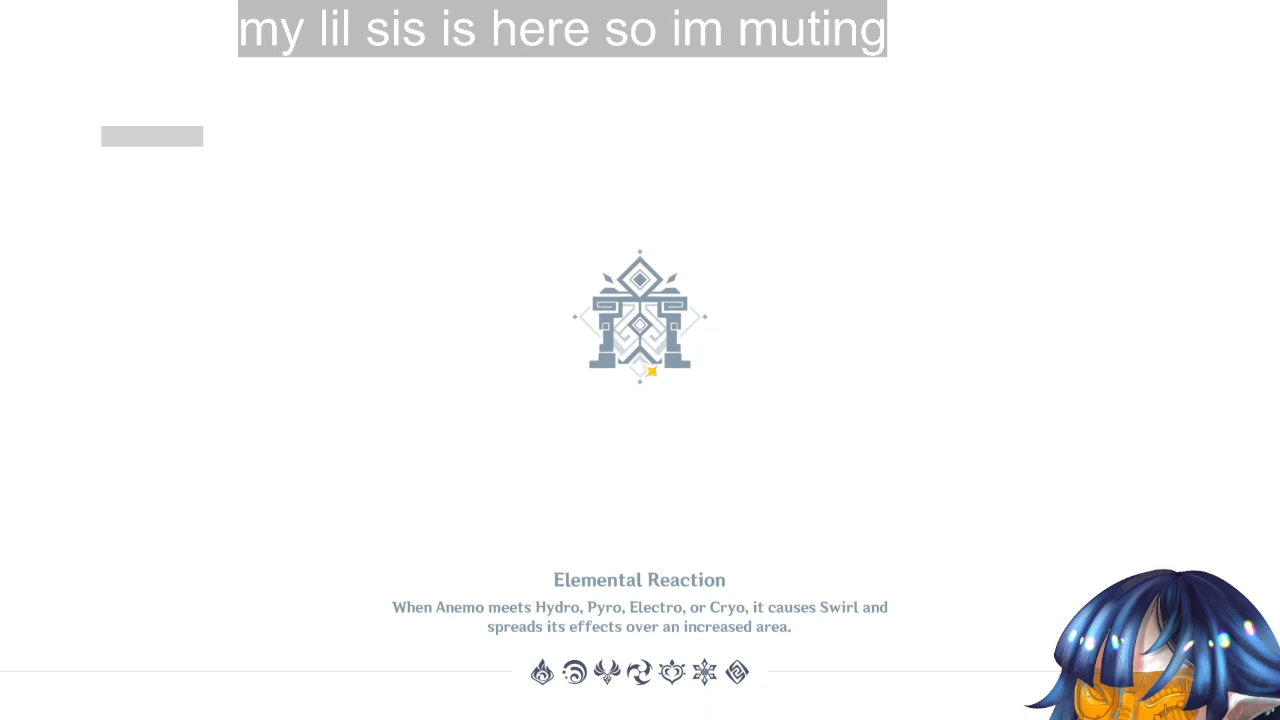 my lil sis is here so im muting
Elemental Reaction
When Anemo meets Hydro, Pyro, Electro, or Cryo, it causes Swirl and
spreads its effects over an increased area.